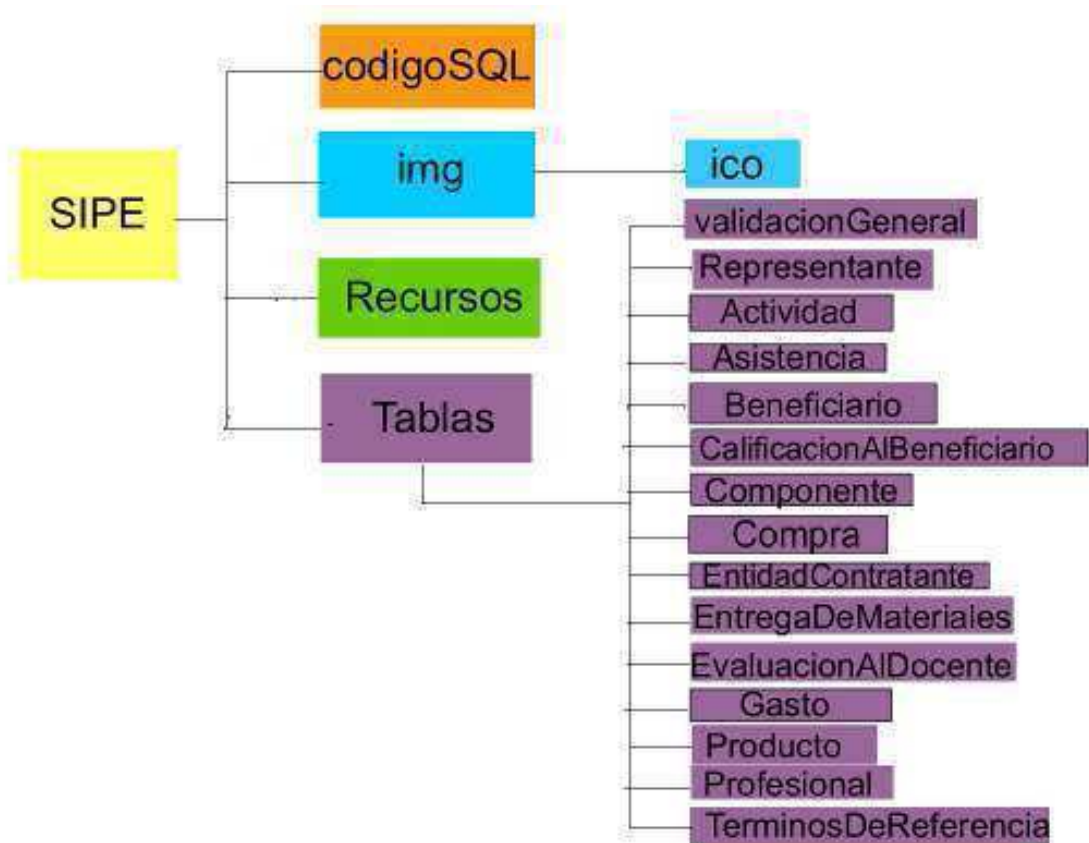 SIPE
codigoSQL
img
Recursos
Tablas
ico
validacionGeneral
Representante
Actividad
Asistencia
Beneficiario
CalificacionAlBeneficiario
Componente
Compra
EntidadContratante
EntregaDeMateriales
EvaluacionAlDocente
Gasto
Producto
Profesional
TerminosDeReferencia